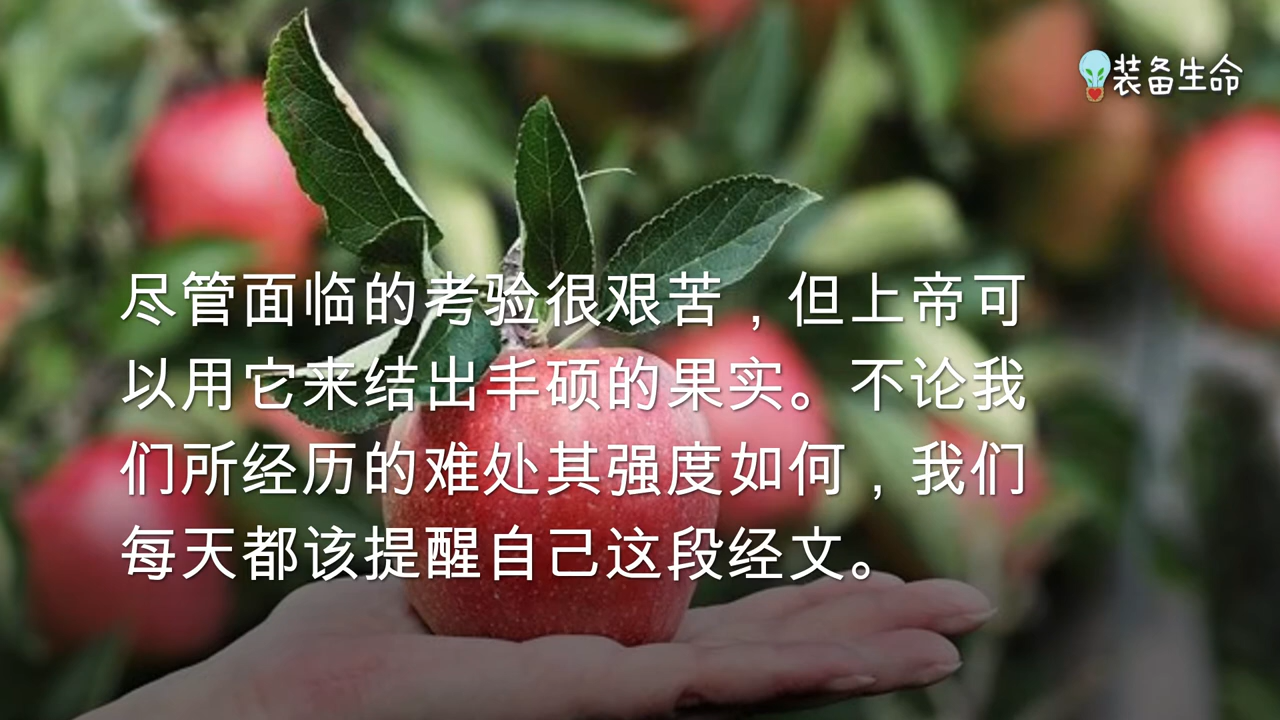 装备生命
尽管面临的考验很艰苦，但上帝可
以用它来结出丰硕的果实。不论我
们所经历的难处其强度如何，我们
每天都该提醒自己这段经文。